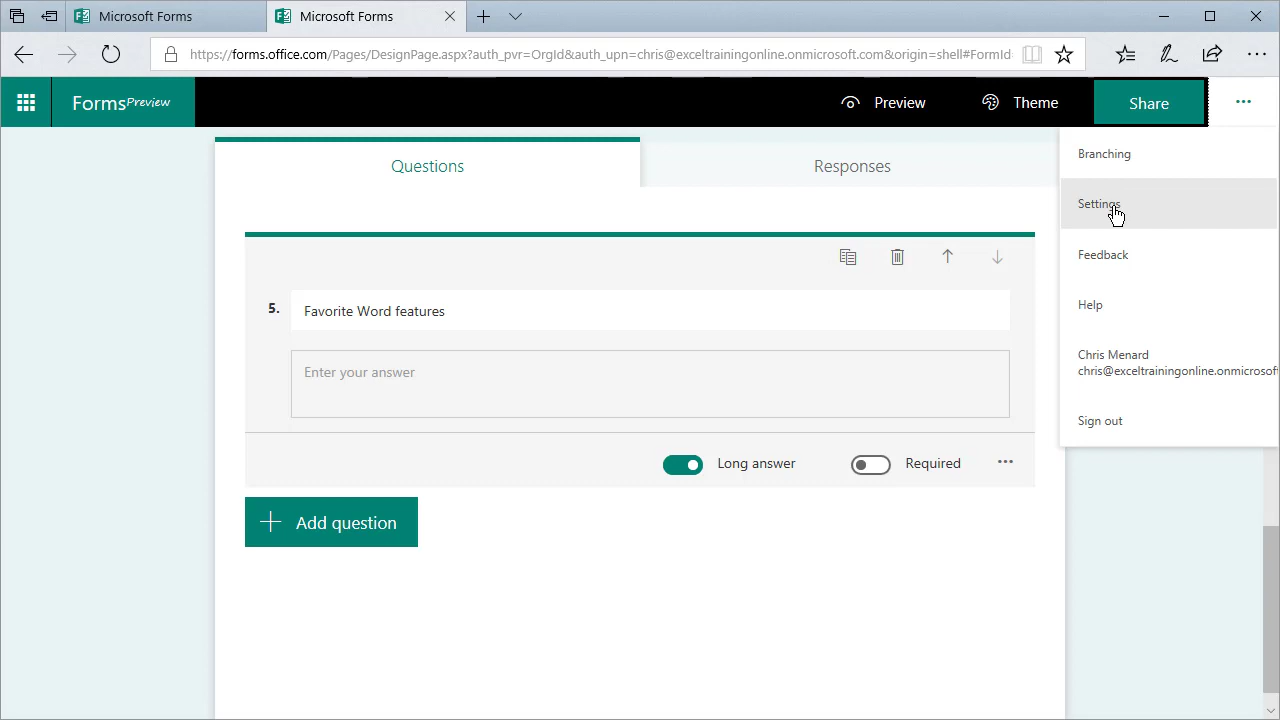 Microsoft Forms
Microsoft Forms
https://forms.office.com/Pages/DesignPage.aspx?auth_pvr=OrgId&auth_upn=chris@exceltrainingonline.onmicrosoft.com&origin=shell#FormId
Forms Preview
Preview
Theme
Share
Questions
Responses
Branching
Settings
Feedback
Help
Chris Menard
chris@exceltrainingonline.onmicrosoft
Sign out
5. Favorite Word features
Enter your answer
Long answer
Required
Add question